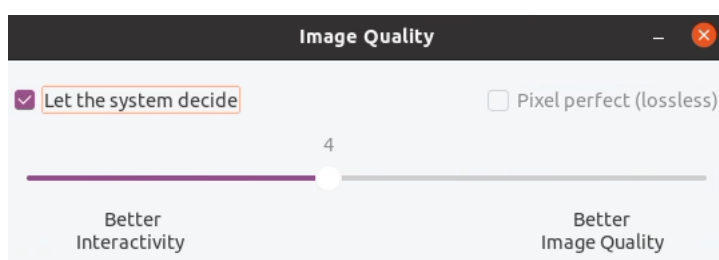 Image Quality
Let the system decide
Pixel perfect (lossless)
4
Better
Interactivity
Better
Image Quality